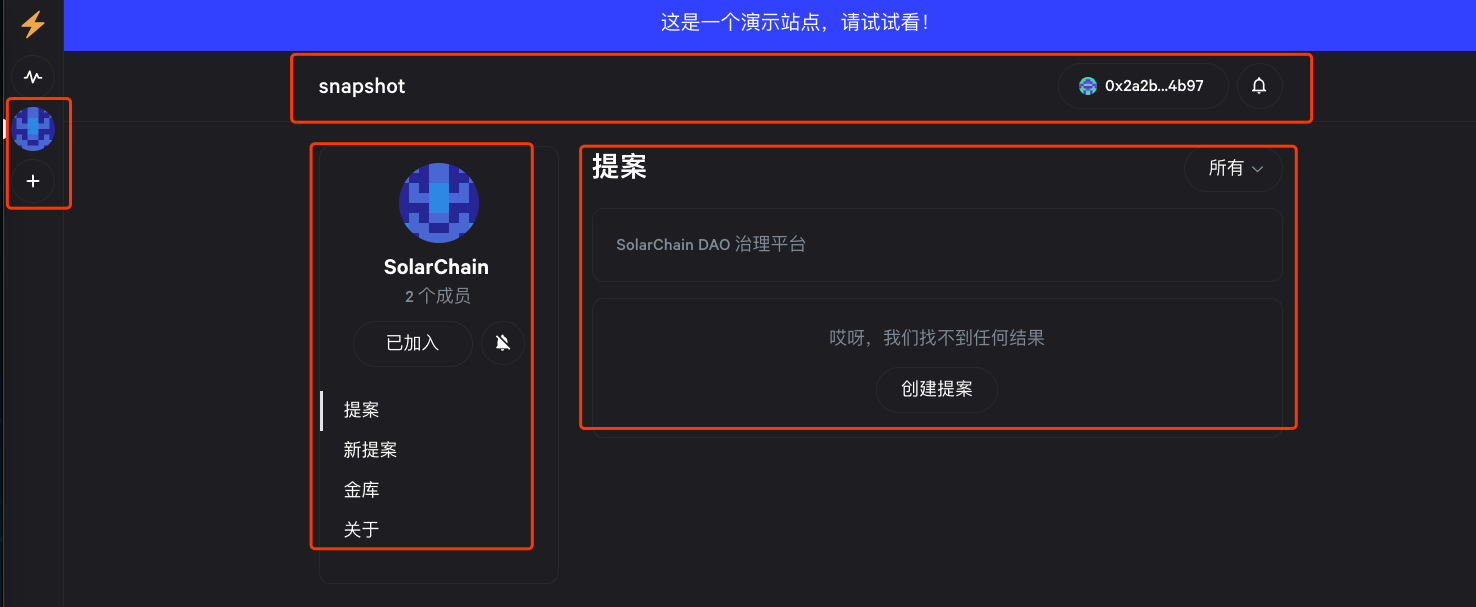 这是一个演示站点，请试试看！
snapshot
0x2a2b...4b97
SolarChain
2 个成员
已加入
提案
新提案
金库
关于
提案
所有
SolarChain DAO 治理平台
哎呀，我们找不到任何结果
创建提案